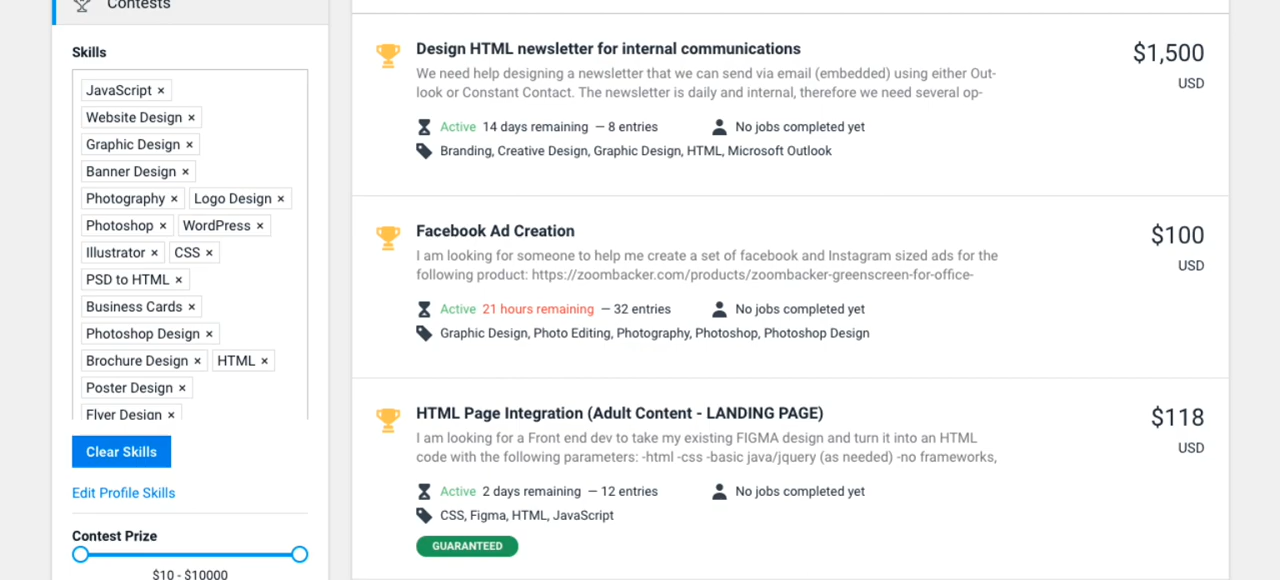 Contests
Skills
JavaScript ×
Website Design ×
Graphic Design ×
Banner Design ×
Photography × Logo Design ×
Photoshop × WordPress ×
Illustrator × CSS ×
PSD to HTML ×
Business Cards ×
Photoshop Design ×
Brochure Design × HTML ×
Poster Design ×
Flyer Design ×
Clear Skills
Edit Profile Skills
Contest Prize
$10 - $10000
Design HTML newsletter for internal communications
$1,500
USD
We need help designing a newsletter that we can send via email (embedded) using either Out-
look or Constant Contact. The newsletter is daily and internal, therefore we need several op-
Active 14 days remaining — 8 entries No jobs completed yet
Branding, Creative Design, Graphic Design, HTML, Microsoft Outlook
Facebook Ad Creation
$100
USD
I am looking for someone to help me create a set of facebook and Instagram sized ads for the
following product: https://zoombacker.com/products/zoombacker-greenscreen-for-office-
Active 21 hours remaining — 32 entries No jobs completed yet
Graphic Design, Photo Editing, Photography, Photoshop, Photoshop Design
HTML Page Integration (Adult Content - LANDING PAGE)
$118
USD
I am looking for a Front end dev to take my existing FIGMA design and turn it into an HTML
code with the following parameters: -html -css -basic java/jquery (as needed) -no frameworks,
Active 2 days remaining — 12 entries No jobs completed yet
CSS, Figma, HTML, JavaScript
GUARANTEED